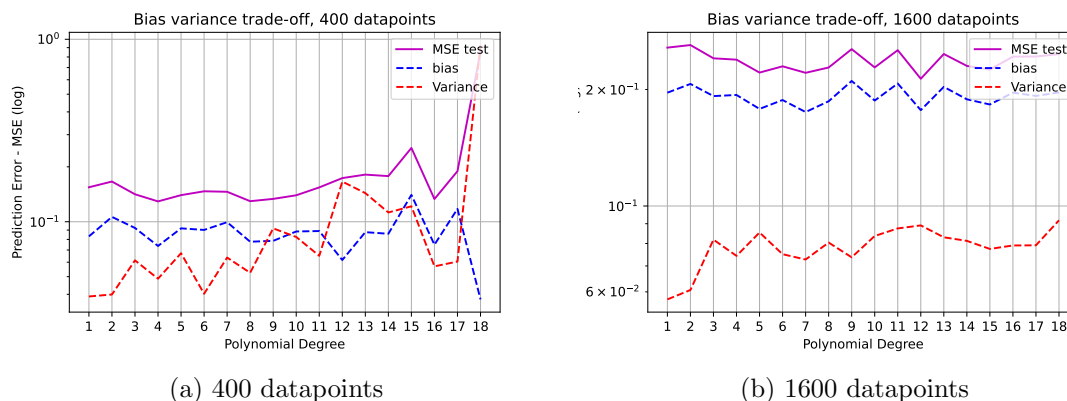 Bias variance trade-off, 400 datapoints
Prediction Error - MSE (log)
10⁰
10⁻¹
MSE test
bias
Variance
1 2 3 4 5 6 7 8 9 10 11 12 13 14 15 16 17 18
Polynomial Degree
(a) 400 datapoints
Bias variance trade-off, 1600 datapoints
2 × 10⁻¹
10⁻¹
6 × 10⁻²
MSE test
bias
Variance
1 2 3 4 5 6 7 8 9 10 11 12 13 14 15 16 17 18
Polynomial Degree
(b) 1600 datapoints